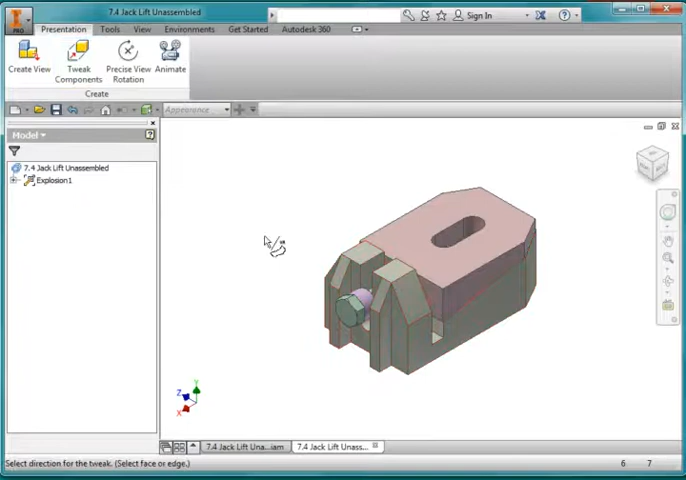 7.4 Jack Lift Unassembled
Sign In
PRO
Presentation Tools View Environments Get Started Autodesk 360
Create View
Tweak Components
Precise View Rotation
Animate
Create
Appearance
Model
7.4 Jack Lift Unassembled
Explosion1
Z
Y
X
7.4 Jack Lift Una...iam
7.4 Jack Lift Unass...
Select direction for the tweak. (Select face or edge.)
6 7